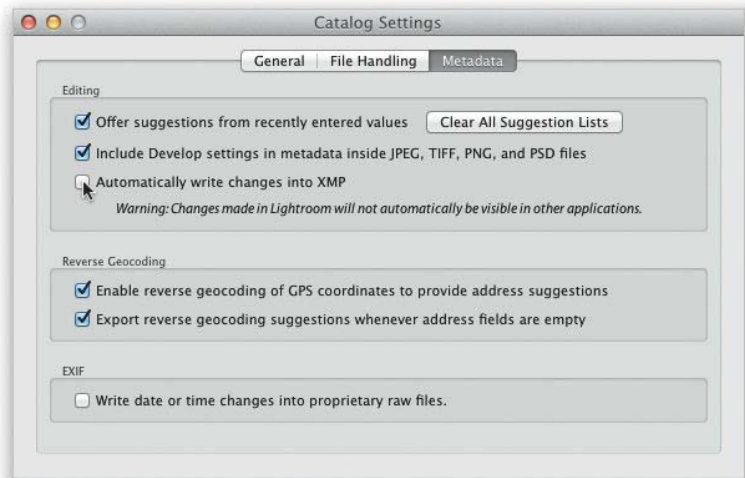 Catalog Settings
General File Handling Metadata
Editing
Offer suggestions from recently entered values Clear All Suggestion Lists
Include Develop settings in metadata inside JPEG, TIFF, PNG, and PSD files
Automatically write changes into XMP
Warning: Changes made in Lightroom will not automatically be visible in other applications.
Reverse Geocoding
Enable reverse geocoding of GPS coordinates to provide address suggestions
Export reverse geocoding suggestions whenever address fields are empty
EXIF
Write date or time changes into proprietary raw files.